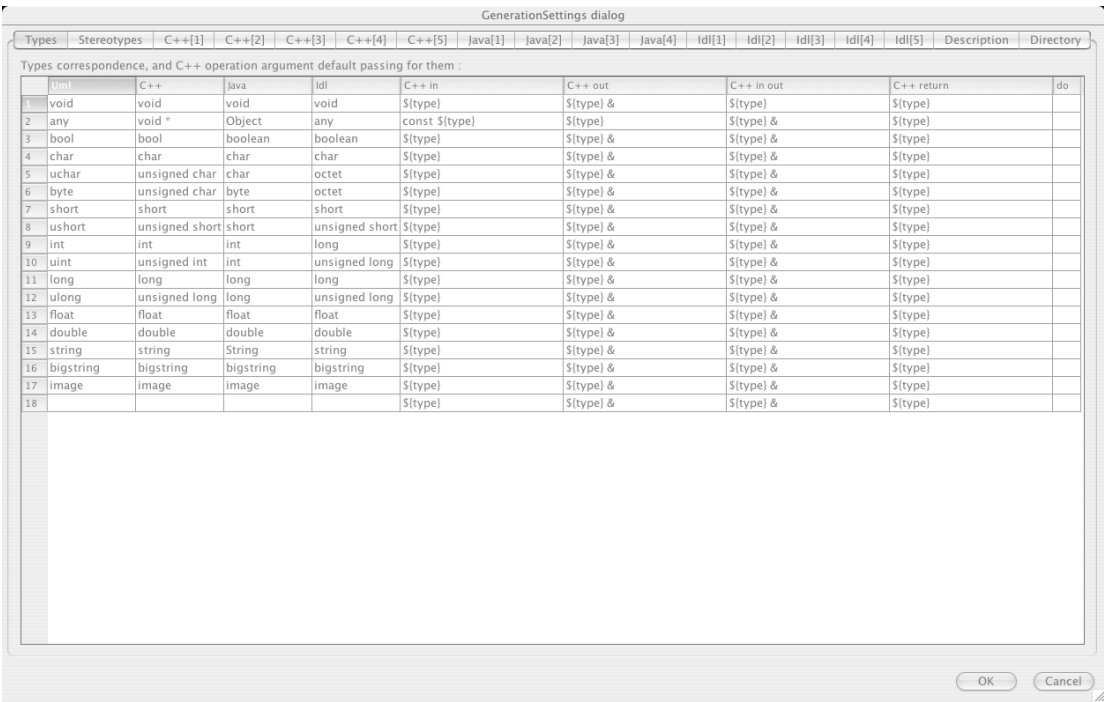 GenerationSettings dialog
Types Stereotypes C++[1] C++[2] C++[3] C++[4] C++[5] Java[1] Java[2] Java[3] Java[4] Idl[1] Idl[2] Idl[3] Idl[4] Idl[5] Description Directory
Types correspondence, and C++ operation argument default passing for them :
Uml C++ Java Idl C++ in C++ out C++ in out C++ return do
1 void void void void ${type} ${type} & ${type} ${type}
2 any void * Object any const ${type} ${type} ${type} & ${type}
3 bool bool boolean boolean ${type} ${type} & ${type} & ${type}
4 char char char char ${type} ${type} & ${type} & ${type}
5 uchar unsigned char char octet ${type} ${type} & ${type} & ${type}
6 byte unsigned char byte octet ${type} ${type} & ${type} & ${type}
7 short short short short ${type} ${type} & ${type} & ${type}
8 ushort unsigned short short unsigned short ${type} ${type} & ${type} & ${type}
9 int int int long ${type} ${type} & ${type} & ${type}
10 uint unsigned int int unsigned long ${type} ${type} & ${type} & ${type}
11 long long long long ${type} ${type} & ${type} & ${type}
12 ulong unsigned long long unsigned long ${type} ${type} & ${type} & ${type}
13 float float float float ${type} ${type} & ${type} & ${type}
14 double double double double ${type} ${type} & ${type} & ${type}
15 string string String string ${type} ${type} & ${type} & ${type}
16 bigstring bigstring bigstring bigstring ${type} ${type} & ${type} & ${type}
17 image image image image ${type} ${type} & ${type} & ${type}
18 ${type} ${type} & ${type} & ${type}
OK Cancel